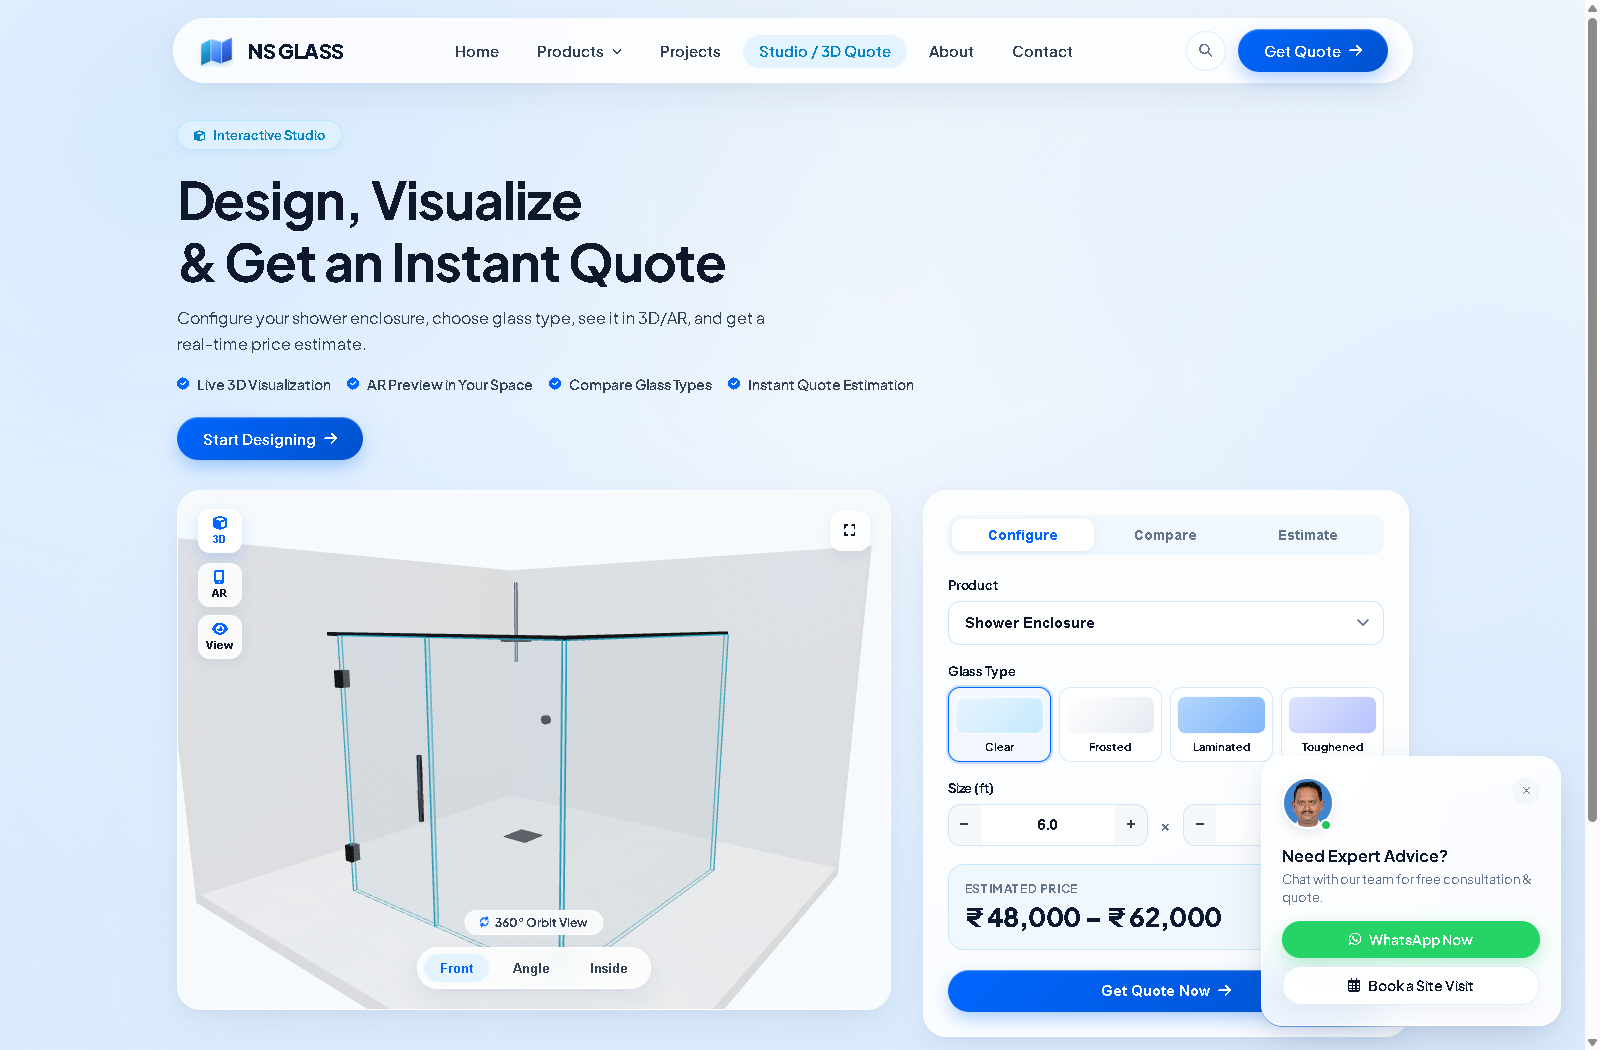 NS GLASS
Home
Products
Projects
Studio / 3D Quote
About
Contact
Get Quote →
Interactive Studio
Design, Visualize
& Get an Instant Quote
Configure your shower enclosure, choose glass type, see it in 3D/AR, and get a
real-time price estimate.
Live 3D Visualization
AR Preview in Your Space
Compare Glass Types
Instant Quote Estimation
Start Designing →
3D
AR
View
360° Orbit View
Front
Angle
Inside
Configure
Compare
Estimate
Product
Shower Enclosure
Glass Type
Clear
Frosted
Laminated
Toughened
Size (ft)
− 6.0 + × −
ESTIMATED PRICE
₹ 48,000 – ₹ 62,000
Get Quote Now →
×
Need Expert Advice?
Chat with our team for free consultation &
quote.
WhatsApp Now
Book a Site Visit